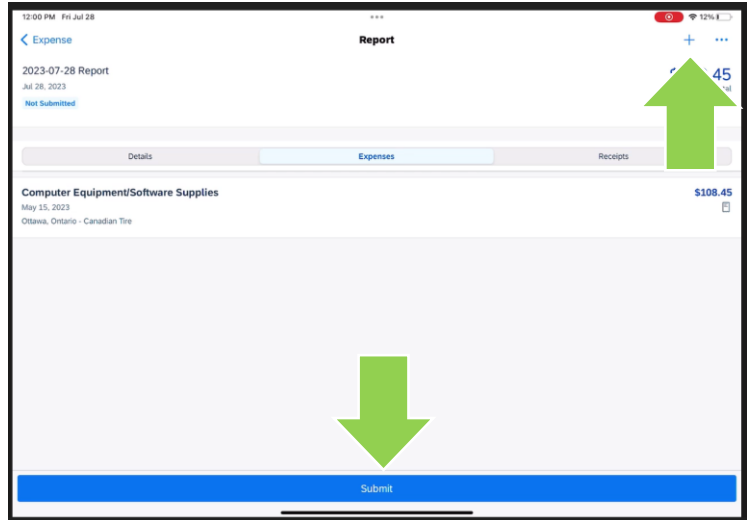 12:00 PM Fri Jul 28
12%
Expense
Report
2023-07-28 Report
Jul 28, 2023
Not Submitted
Details
Expenses
Receipts
Computer Equipment/Software Supplies
$108.45
May 15, 2023
Ottawa, Ontario - Canadian Tire
Submit